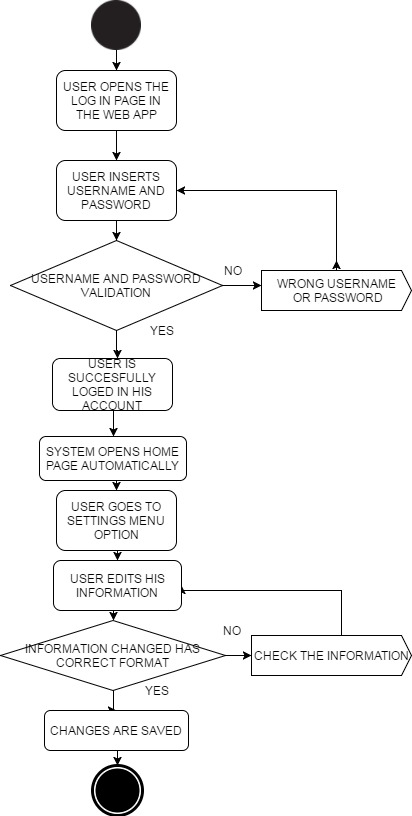 USER OPENS THE
LOG IN PAGE IN
THE WEB APP
USER INSERTS
USERNAME AND
PASSWORD
USERNAME AND PASSWORD
VALIDATION
NO
WRONG USERNAME
OR PASSWORD
YES
USER IS
SUCCESFULLY
LOGED IN HIS
ACCOUNT
SYSTEM OPENS HOME
PAGE AUTOMATICALLY
USER GOES TO
SETTINGS MENU
OPTION
USER EDITS HIS
INFORMATION
INFORMATION CHANGED HAS
CORRECT FORMAT
NO
CHECK THE INFORMATION
YES
CHANGES ARE SAVED